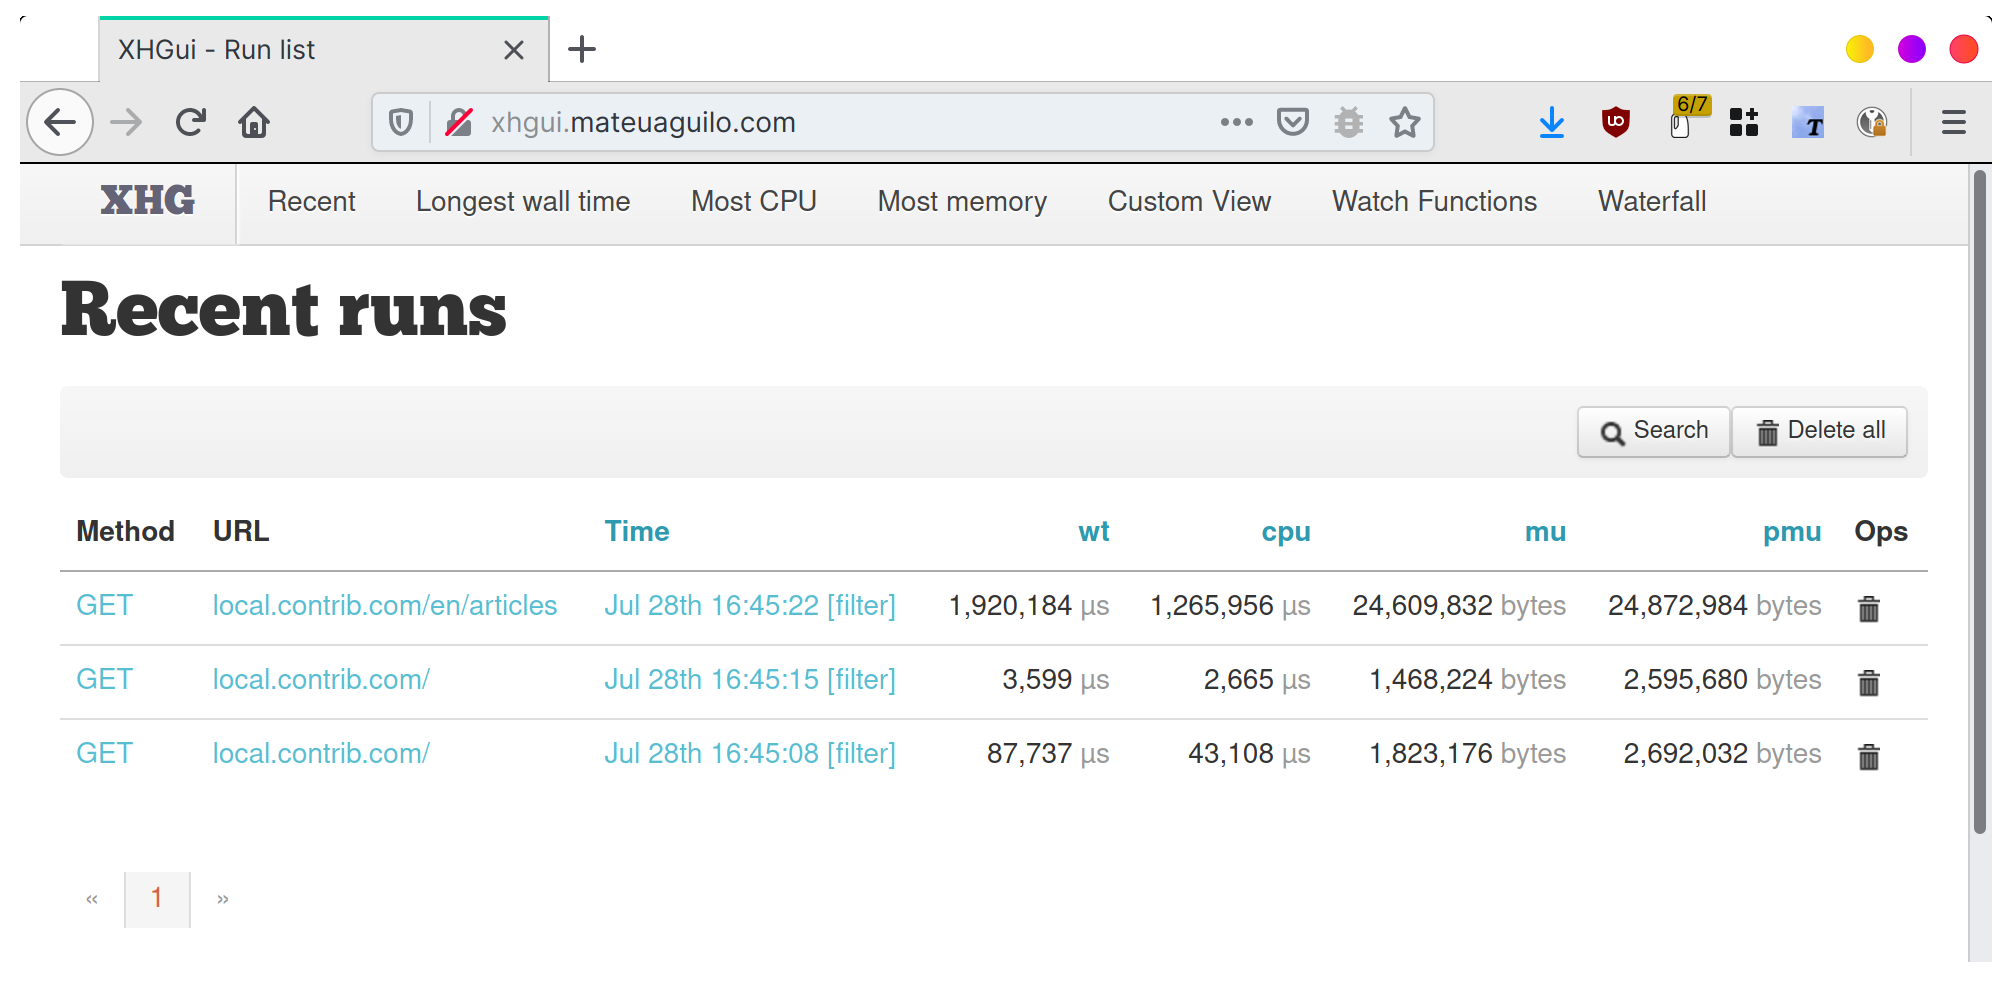 XHGui - Run list
xhgui.mateuaguilo.com
6/7
XHG Recent Longest wall time Most CPU Most memory Custom View Watch Functions Waterfall
Recent runs
Search Delete all
Method URL Time wt cpu mu pmu Ops
GET local.contrib.com/en/articles Jul 28th 16:45:22 [filter] 1,920,184 µs 1,265,956 µs 24,609,832 bytes 24,872,984 bytes
GET local.contrib.com/ Jul 28th 16:45:15 [filter] 3,599 µs 2,665 µs 1,468,224 bytes 2,595,680 bytes
GET local.contrib.com/ Jul 28th 16:45:08 [filter] 87,737 µs 43,108 µs 1,823,176 bytes 2,692,032 bytes
« 1 »